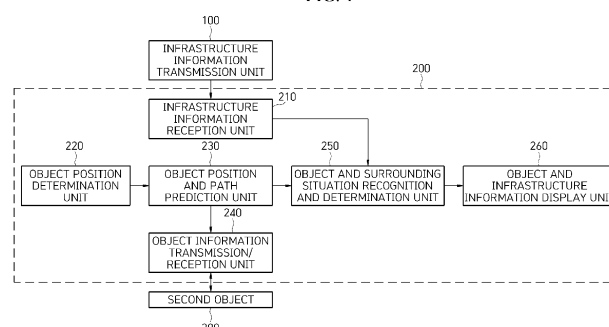 100
INFRASTRUCTURE
INFORMATION
TRANSMISSION UNIT
200
210
INFRASTRUCTURE
INFORMATION
RECEPTION UNIT
220
OBJECT POSITION
DETERMINATION
UNIT
230
OBJECT POSITION
AND PATH
PREDICTION UNIT
250
OBJECT AND SURROUNDING
SITUATION RECOGNITION
AND DETERMINATION UNIT
260
OBJECT AND
INFRASTRUCTURE
INFORMATION DISPLAY UNIT
240
OBJECT INFORMATION
TRANSMISSION/
RECEPTION UNIT
SECOND OBJECT